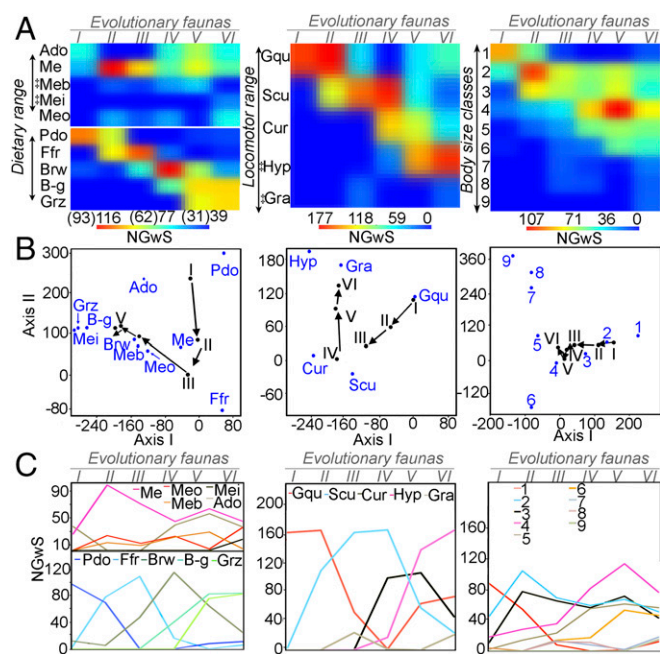 A
Evolutionary faunas
I II III IV V VI
Dietary range
Ado
Me
‡Meb
‡Mei
Meo
Pdo
Ffr
Brw
B-g
Grz
(93) 116 (62) 77 (31) 39
NGwS
Evolutionary faunas
I II III IV V VI
Locomotor range
Gqu
Scu
Cur
‡Hyp
‡Gra
177 118 59 0
NGwS
Evolutionary faunas
I II III IV V VI
Body size classes
1
2
3
4
5
6
7
8
9
107 71 36 0
NGwS
B
Axis II
300
200
100
0
-80
-240 -160 -80 0 80
Axis I
I
Pdo
Ado
Grz
B-g
V
Mei
Brw
Meb
Meo
Me
II
III
Ffr
180
120
60
0
-60
-240 -160 -80 0
Axis I
Hyp
Gra
VI
I
Gqu
V
II
III
IV
Cur
Scu
360
240
120
0
-120
-100 0 100 200
Axis I
9
8
7
1
2
VI
III
I
5
II
3
4
IV
V
6
C
Evolutionary faunas
I II III IV V VI
NGwS
90
50
10
Me
Meo
Mei
Meb
Ado
120
80
40
0
Pdo Ffr Brw B-g Grz
Evolutionary faunas
I II III IV V VI
240
200
160
120
80
40
0
Gqu Scu Cur Hyp Gra
Evolutionary faunas
I II III IV V VI
240
200
160
120
80
40
0
1
2
3
4
5
6
7
8
9